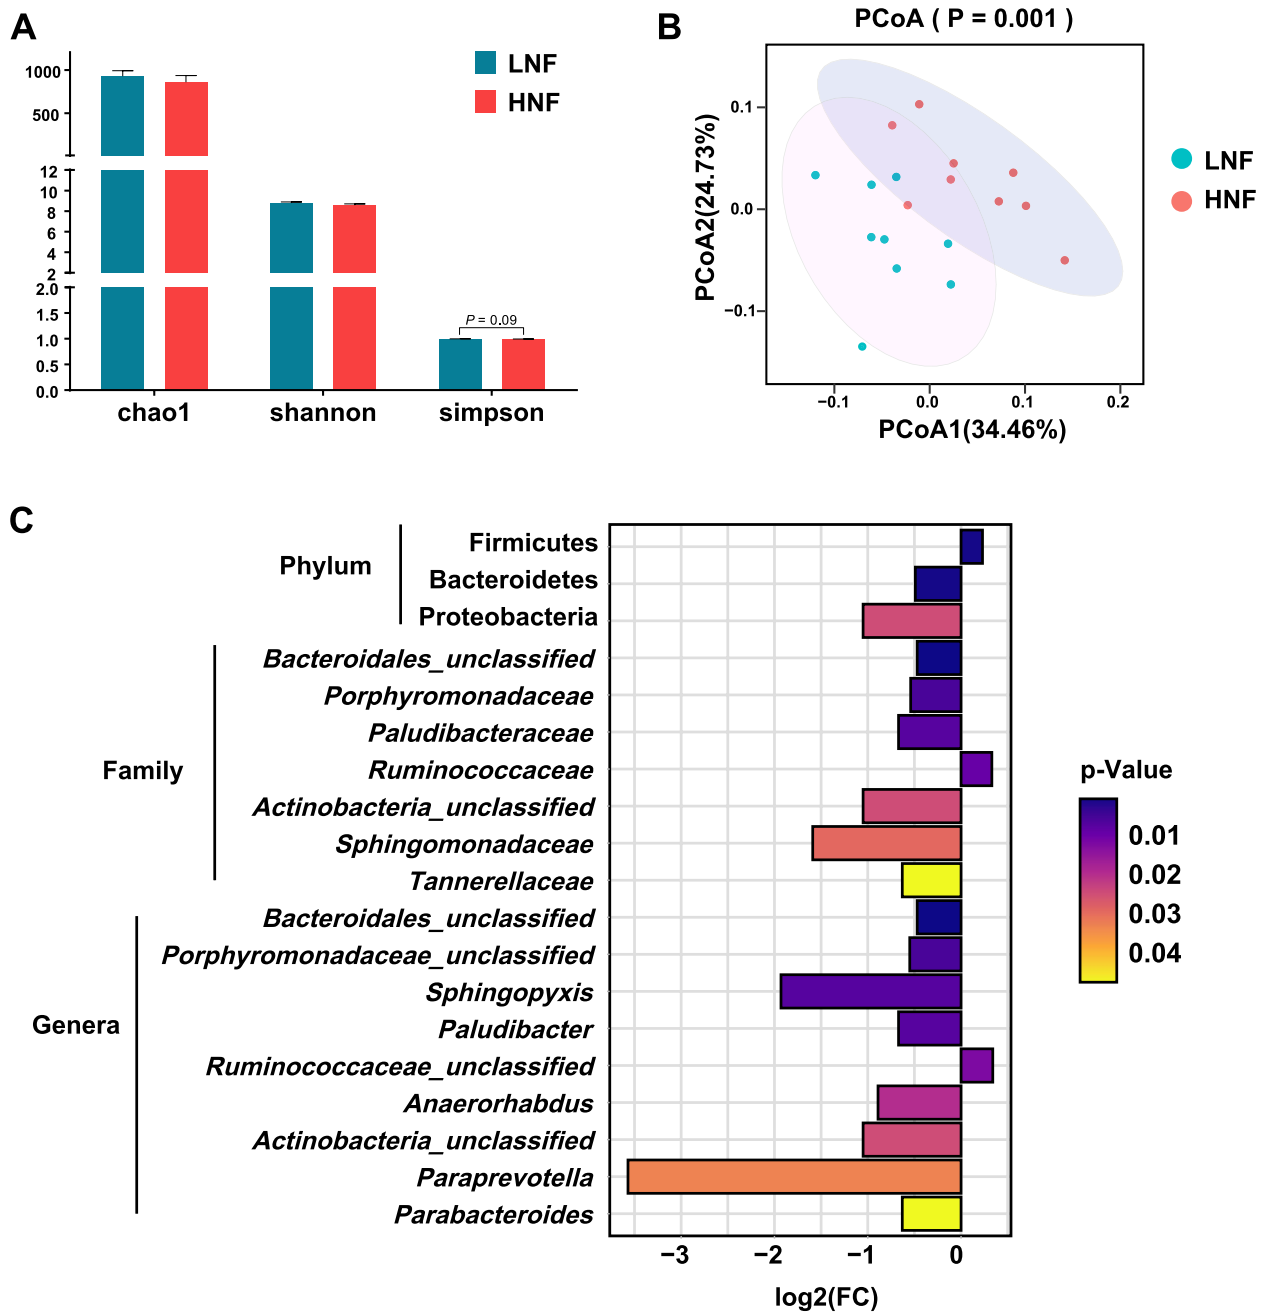 A
1000
500
12
10
8
6
4
2
2.0
1.5
1.0
0.5
0.0
P = 0.09
chao1
shannon
simpson
LNF
HNF
B
PCoA ( P = 0.001 )
PCoA2(24.73%)
0.1
0.0
−0.1
−0.1
0.0
0.1
0.2
PCoA1(34.46%)
LNF
HNF
C
Phylum
Firmicutes
Bacteroidetes
Proteobacteria
Family
Bacteroidales_unclassified
Porphyromonadaceae
Paludibacteraceae
Ruminococcaceae
Actinobacteria_unclassified
Sphingomonadaceae
Tannerellaceae
Genera
Bacteroidales_unclassified
Porphyromonadaceae_unclassified
Sphingopyxis
Paludibacter
Ruminococcaceae_unclassified
Anaerorhabdus
Actinobacteria_unclassified
Paraprevotella
Parabacteroides
−3
−2
−1
0
log2(FC)
p-Value
0.01
0.02
0.03
0.04